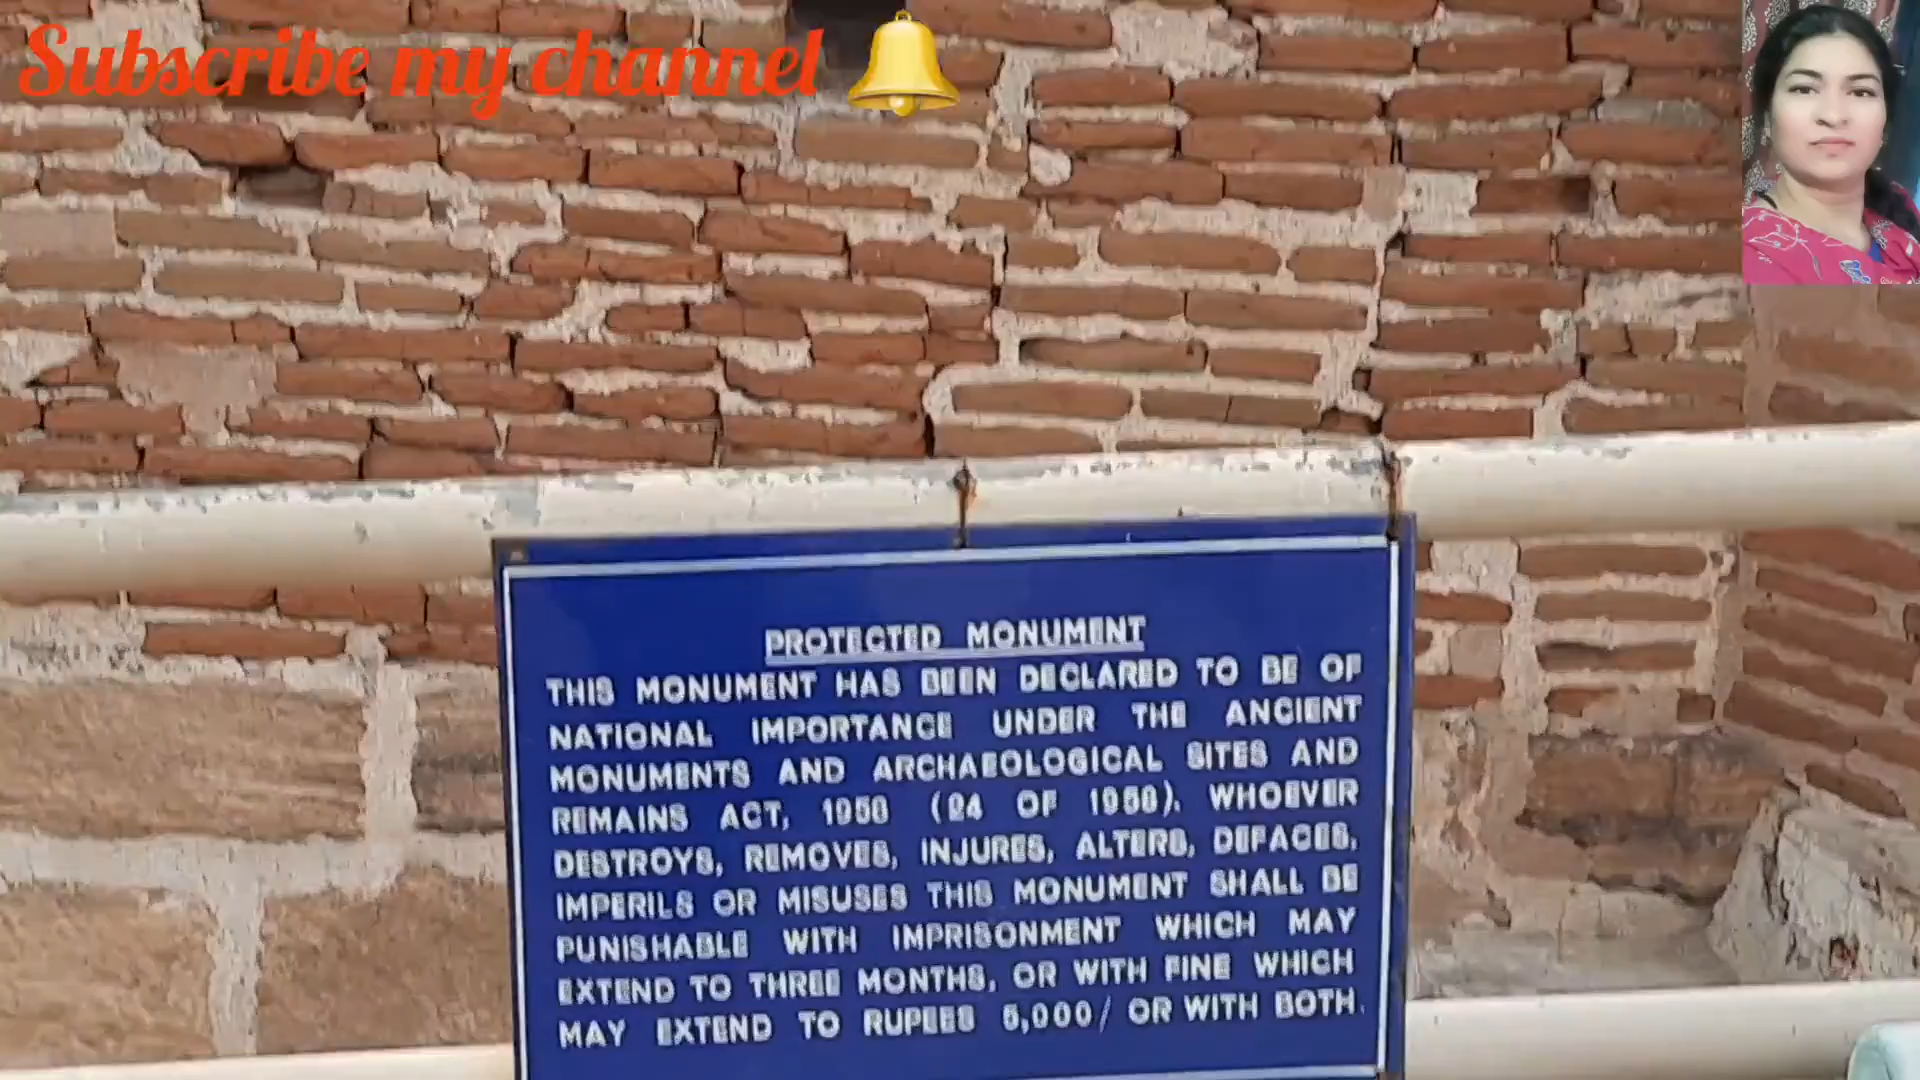 Subscribe my channel
PROTECTED MONUMENT
THIS MONUMENT HAS BEEN DECLARED TO BE OF
NATIONAL IMPORTANCE UNDER THE ANCIENT
MONUMENTS AND ARCHAEOLOGICAL SITES AND
REMAINS ACT, 1958 (24 OF 1958). WHOEVER
DESTROYS, REMOVES, INJURES, ALTERS, DEFACES,
IMPERILS OR MISUSES THIS MONUMENT SHALL BE
PUNISHABLE WITH IMPRISONMENT WHICH MAY
EXTEND TO THREE MONTHS, OR WITH FINE WHICH
MAY EXTEND TO RUPEES 5,000/ OR WITH BOTH.